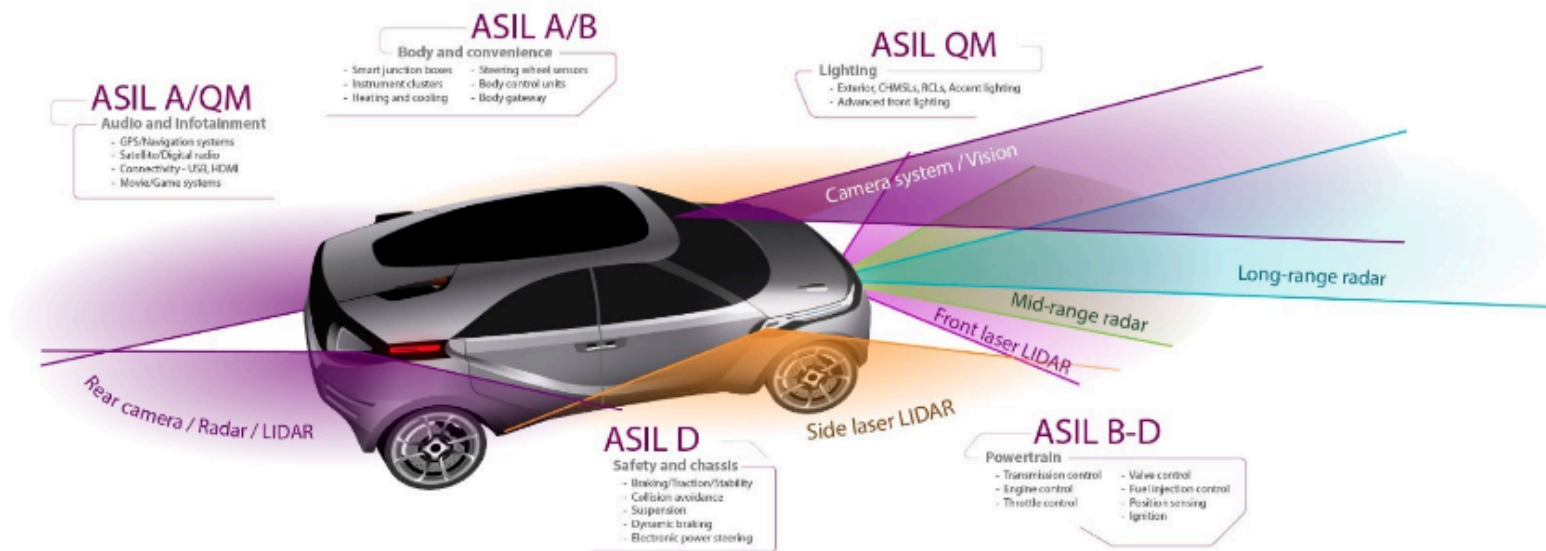 ASIL A/QM
Audio and Infotainment
- GPS/Navigation systems
- Satellite/Digital radio
- Connectivity - USB, HDMI
- Movie/Game systems
ASIL A/B
Body and convenience
- Smart junction boxes
- Instrument clusters
- Heating and cooling
- Steering wheel sensors
- Body control units
- Body gateway
ASIL QM
Lighting
- Exterior, CHMSLs, RCLs, Accent lighting
- Advanced front lighting
Camera system / Vision
Long-range radar
Mid-range radar
Front laser LIDAR
Side laser LIDAR
Rear camera / Radar / LIDAR
ASIL D
Safety and chassis
- Braking/Traction/Stability
- Collision avoidance
- Suspension
- Dynamic braking
- Electronic power steering
ASIL B-D
Powertrain
- Transmission control
- Engine control
- Throttle control
- Valve control
- Fuel injection control
- Position sensing
- Ignition